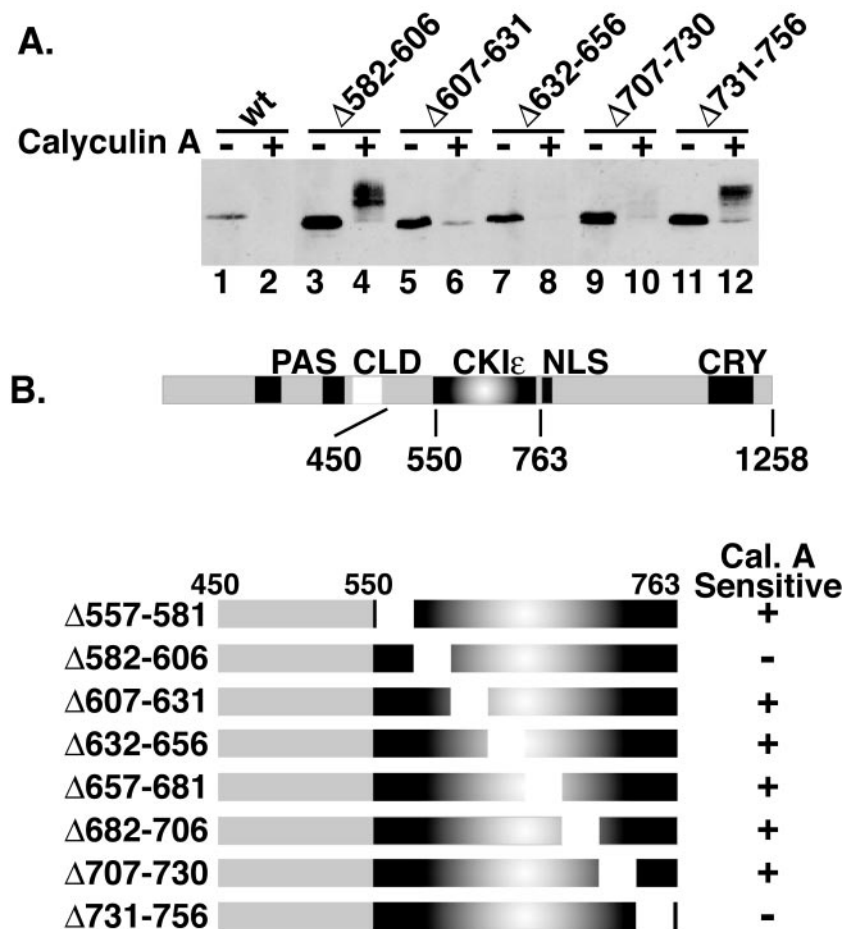 A.
wt Δ582-606 Δ607-631 Δ632-656 Δ707-730 Δ731-756
Calyculin A - + - + - + - + - + - +
1 2 3 4 5 6 7 8 9 10 11 12
B.
PAS CLD CKIε NLS CRY
450 550 763 1258
Cal. A
Sensitive
450 550 763
Δ557-581 +
Δ582-606 -
Δ607-631 +
Δ632-656 +
Δ657-681 +
Δ682-706 +
Δ707-730 +
Δ731-756 -